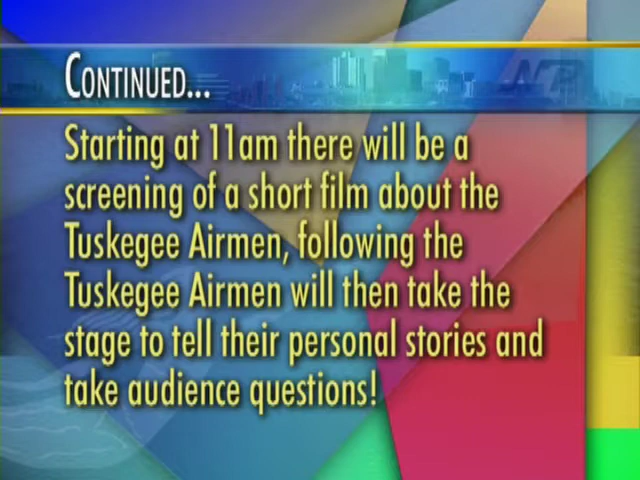 Continued...
Starting at 11am there will be a
screening of a short film about the
Tuskegee Airmen, following the
Tuskegee Airmen will then take the
stage to tell their personal stories and
take audience questions!